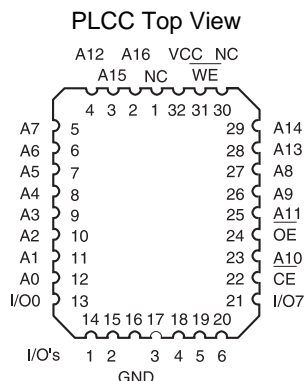 PLCC Top View
A12 A16 VCC NC
A15 NC WE
4 3 2 1 32 31 30
A7 5 29 A14
A6 6 28 A13
A5 7 27 A8
A4 8 26 A9
A3 9 25 A11
A2 10 24 OE
A1 11 23 A10
A0 12 22 CE
I/O0 13 21 I/O7
14 15 16 17 18 19 20
I/O's 1 2 3 4 5 6
GND